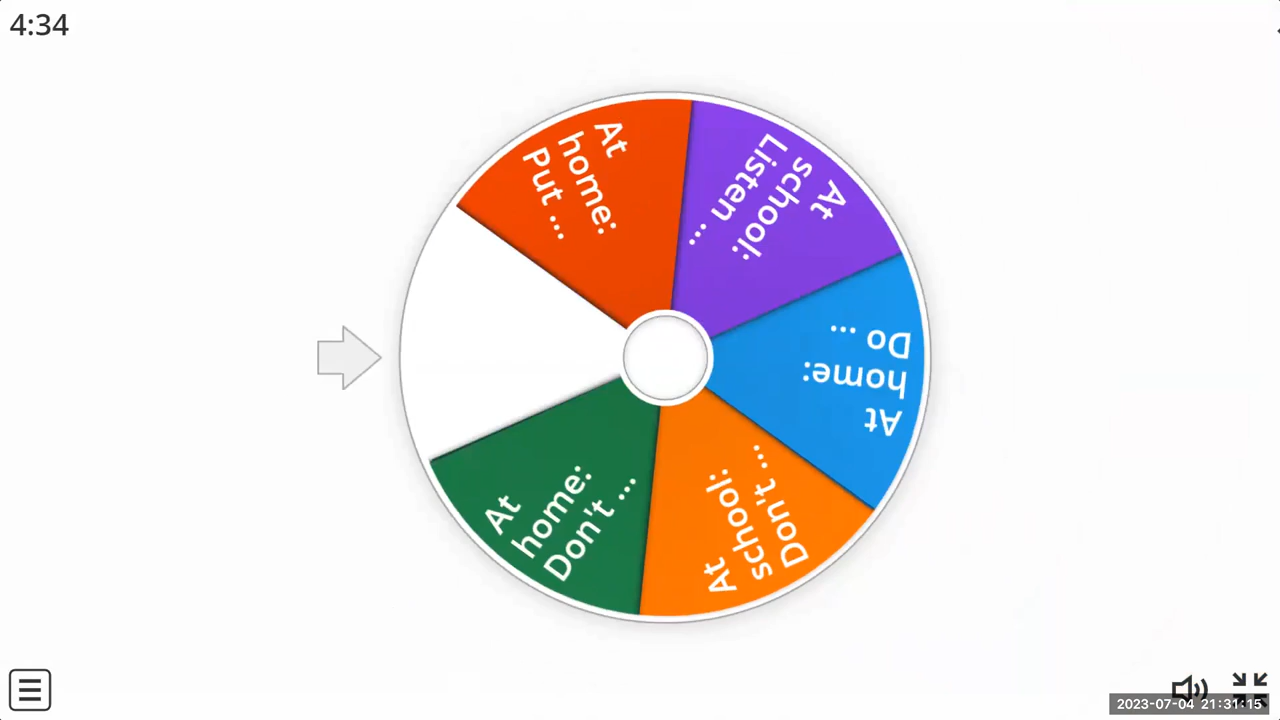 4:34
At
home:
Put ...
At
school:
Listen ...
At
home:
Do ...
At
school:
Don't ...
At
home:
Don't ...
2023-07-04 21:31:15